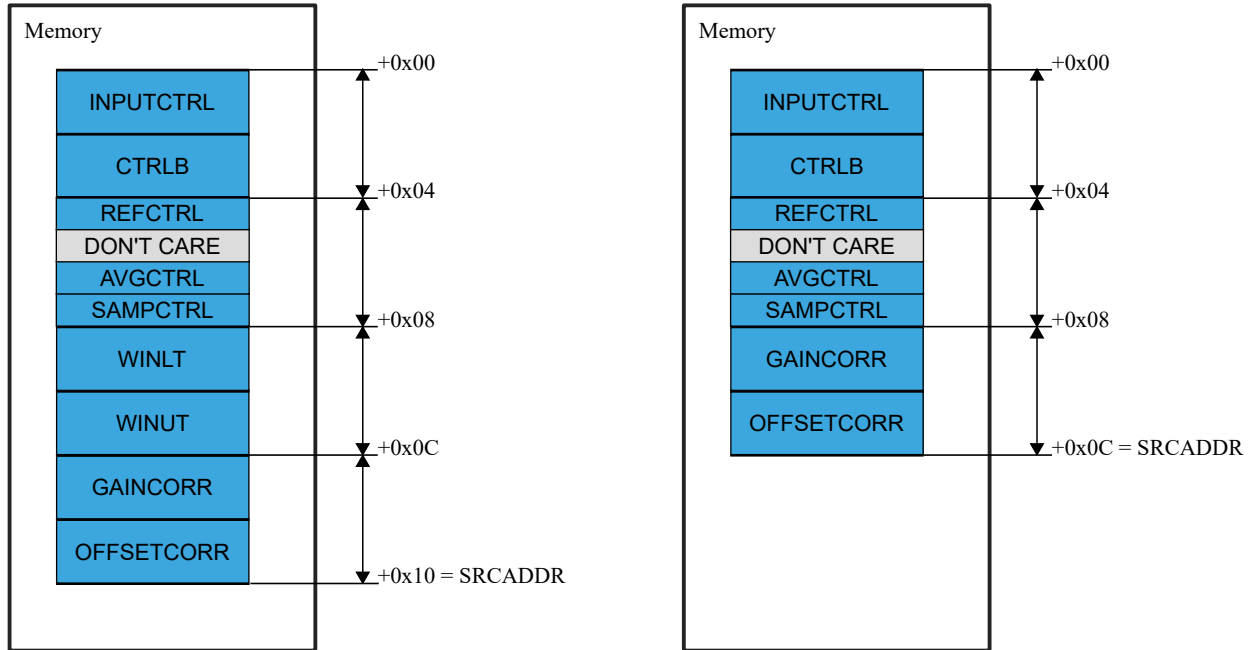 Memory
+0x00
INPUTCTRL
CTRLB
+0x04
REFCTRL
DON'T CARE
AVGCTRL
SAMPCTRL
+0x08
WINLT
WINUT
+0x0C
GAINCORR
OFFSETCORR
+0x10 = SRCADDR
Memory
+0x00
INPUTCTRL
CTRLB
+0x04
REFCTRL
DON'T CARE
AVGCTRL
SAMPCTRL
+0x08
GAINCORR
OFFSETCORR
+0x0C = SRCADDR